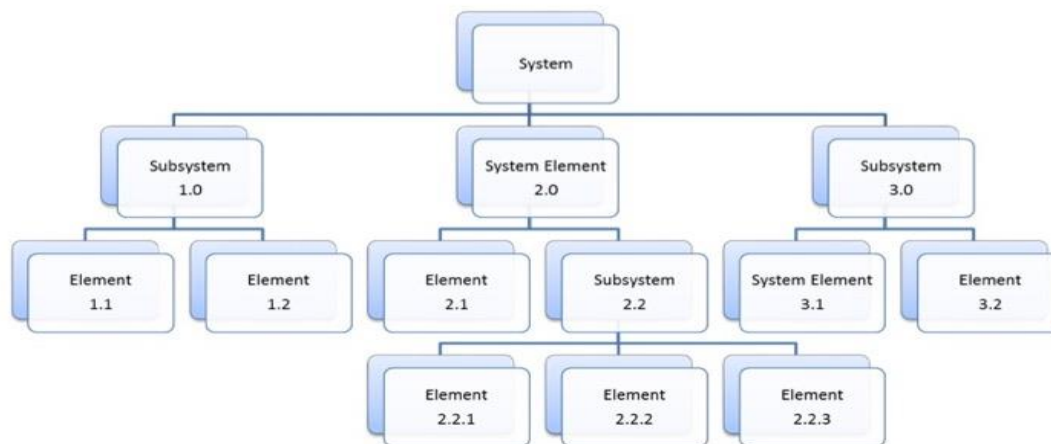 System
Subsystem
1.0
System Element
2.0
Subsystem
3.0
Element
1.1
Element
1.2
Element
2.1
Subsystem
2.2
System Element
3.1
Element
3.2
Element
2.2.1
Element
2.2.2
Element
2.2.3